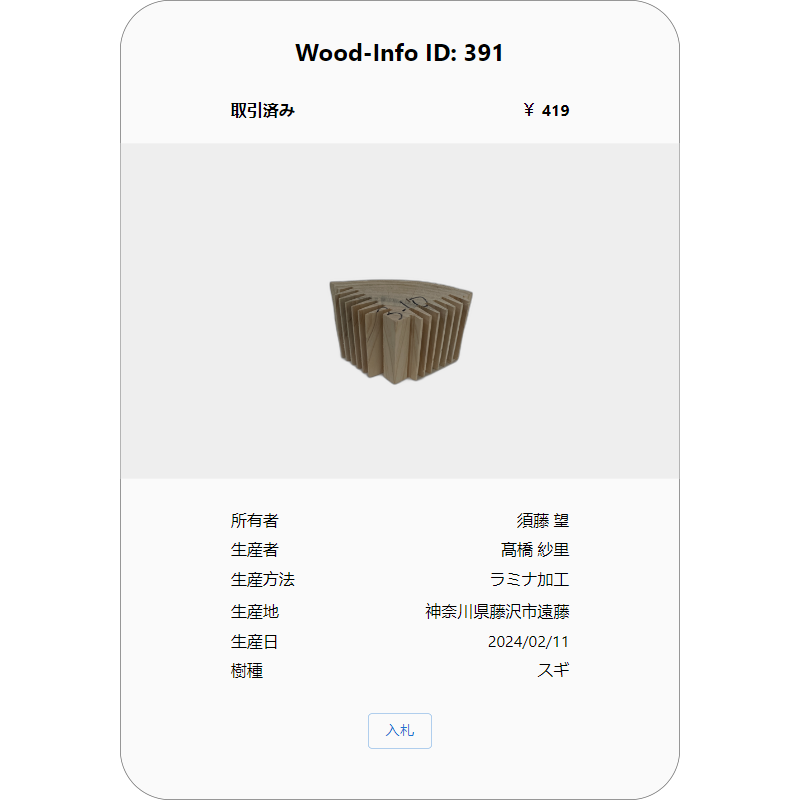 Wood-Info ID: 391
取引済み ￥ 419
所有者 須藤 望
生産者 髙橋 紗里
生産方法 ラミナ加工
生産地 神奈川県藤沢市遠藤
生産日 2024/02/11
樹種 スギ
入札